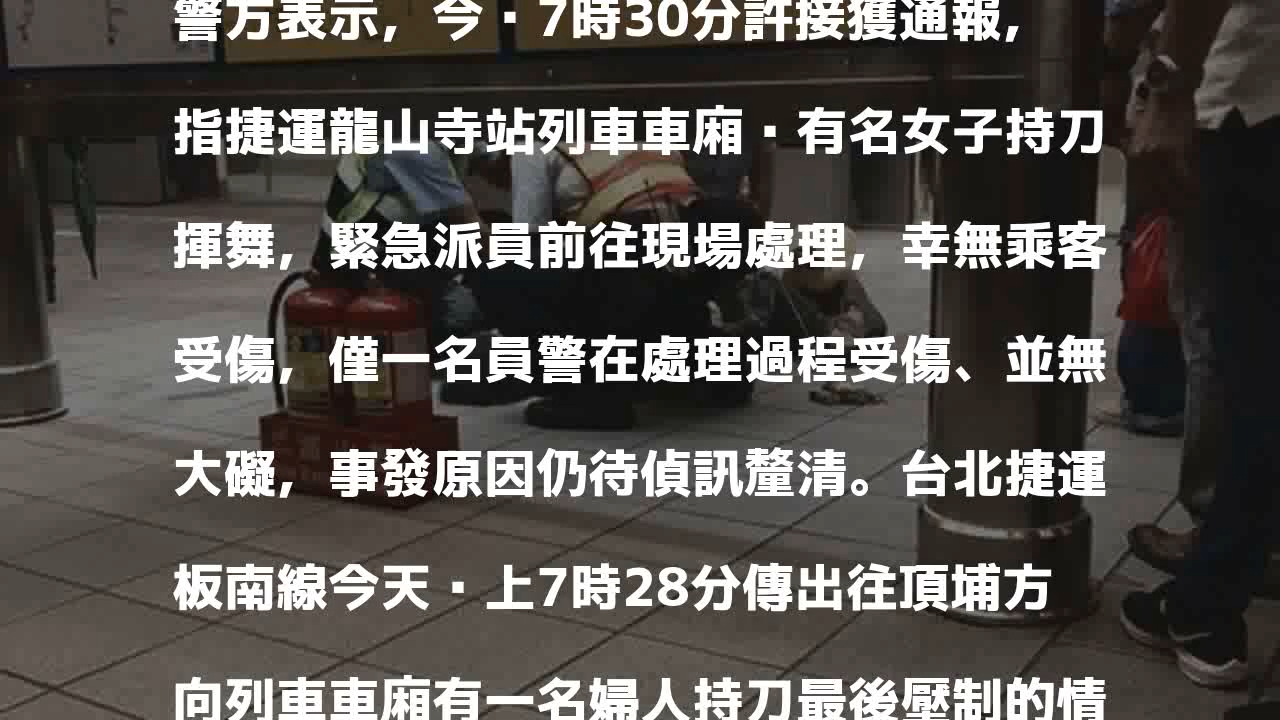 警方表示，今▪7時30分許接獲通報，
指捷運龍山寺站列車車廂▪有名女子持刀
揮舞，緊急派員前往現場處理，幸無乘客
受傷，僅一名員警在處理過程受傷、並無
大礙，事發原因仍待偵訊釐清。台北捷運
板南線今天▪上7時28分傳出往頂埔方
向列車車廂有一名婦人持刀最後壓制的情